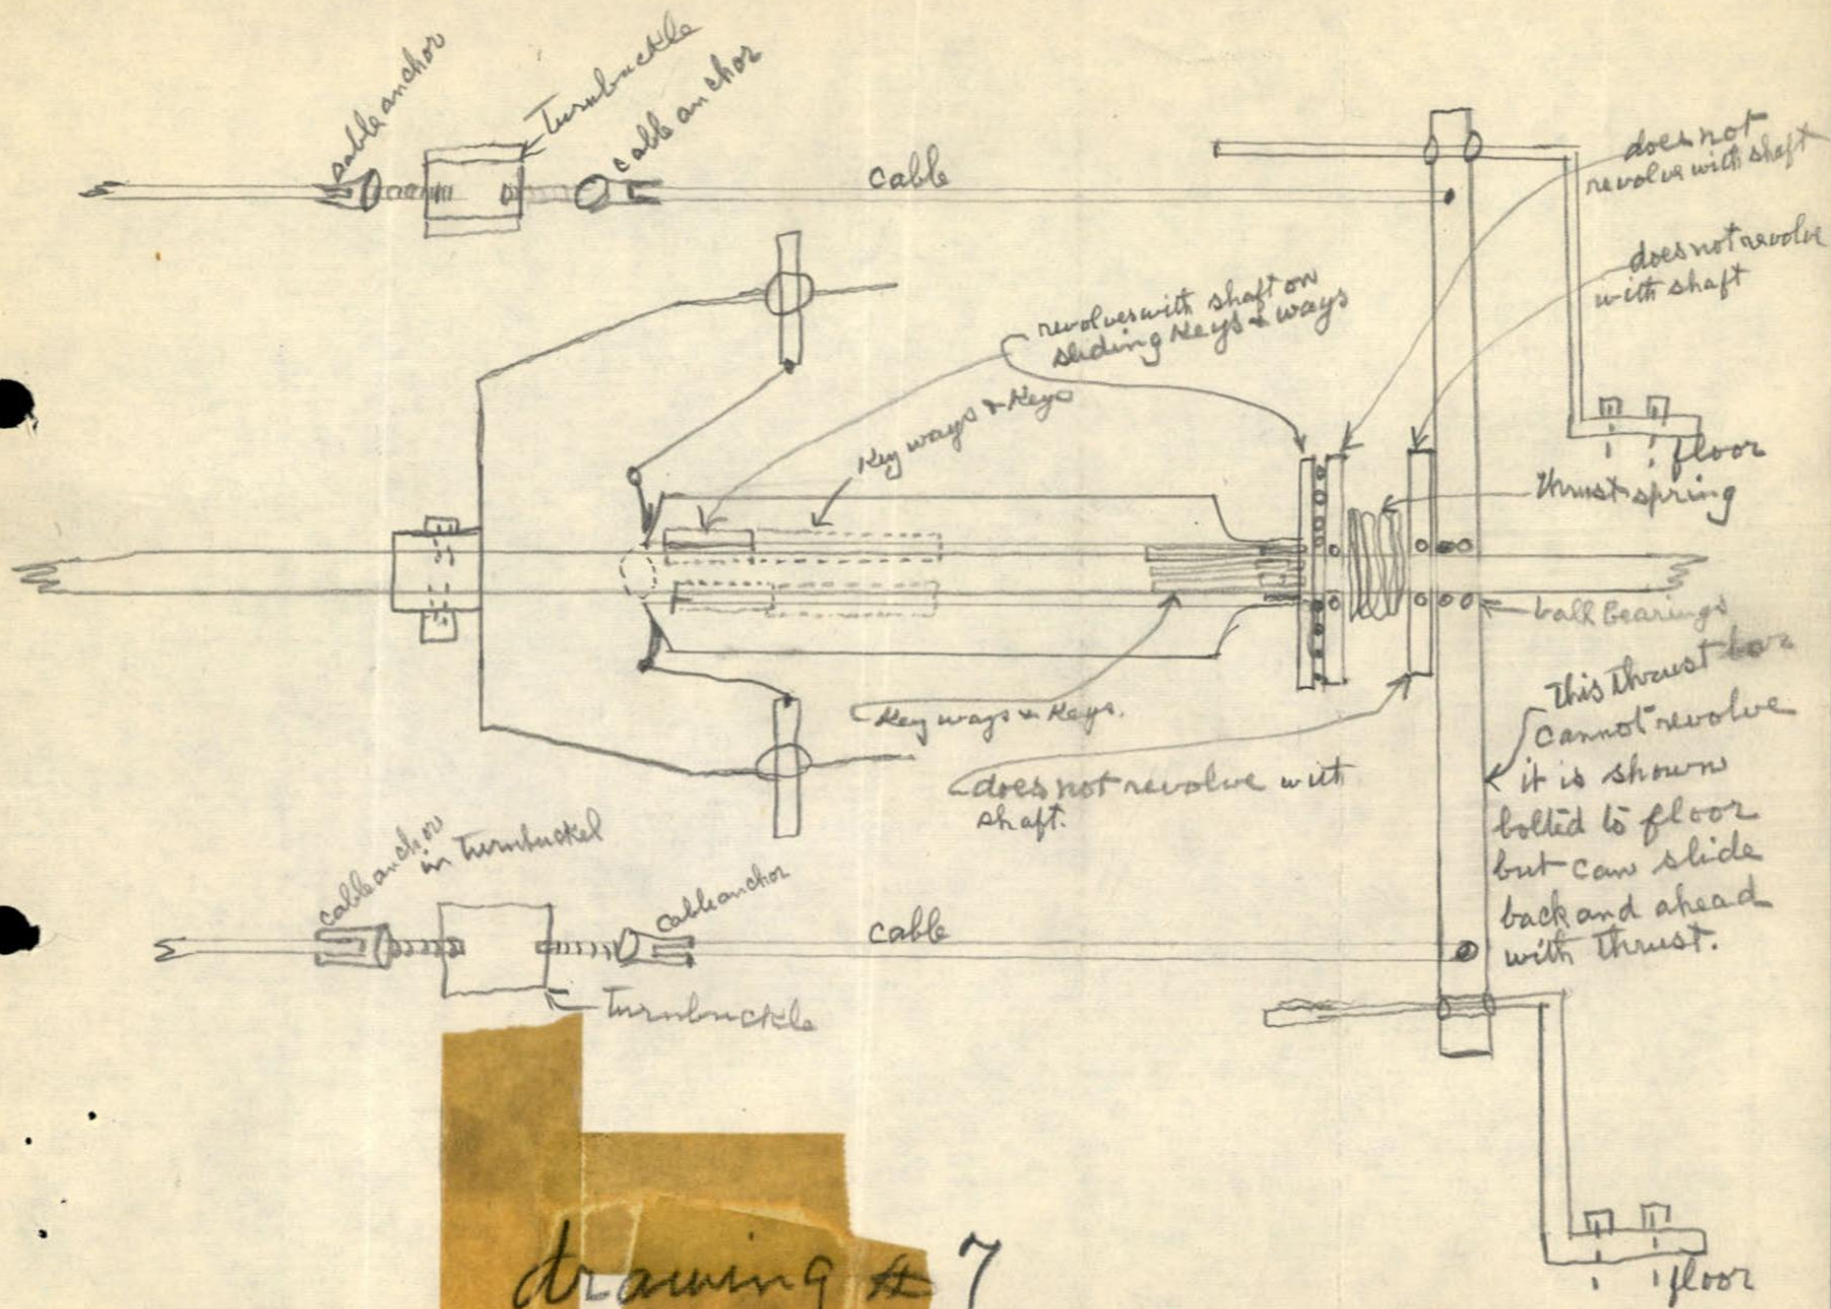 cable anchor
Turnbuckle
cable anchor
cable
does not
revolve with shaft
does not revolve
with shaft
revolves with shaft on
sliding Keys & ways
Key ways & Keys
floor
thrust spring
ball bearings
This thrust bar
cannot revolve
it is shown
bolted to floor
but can slide
back and ahead
with thrust.
Key ways & Keys.
does not revolve with
shaft.
cable anchor
in turnbuckel
cable anchor
cable
turnbuckle
floor
drawing # 7